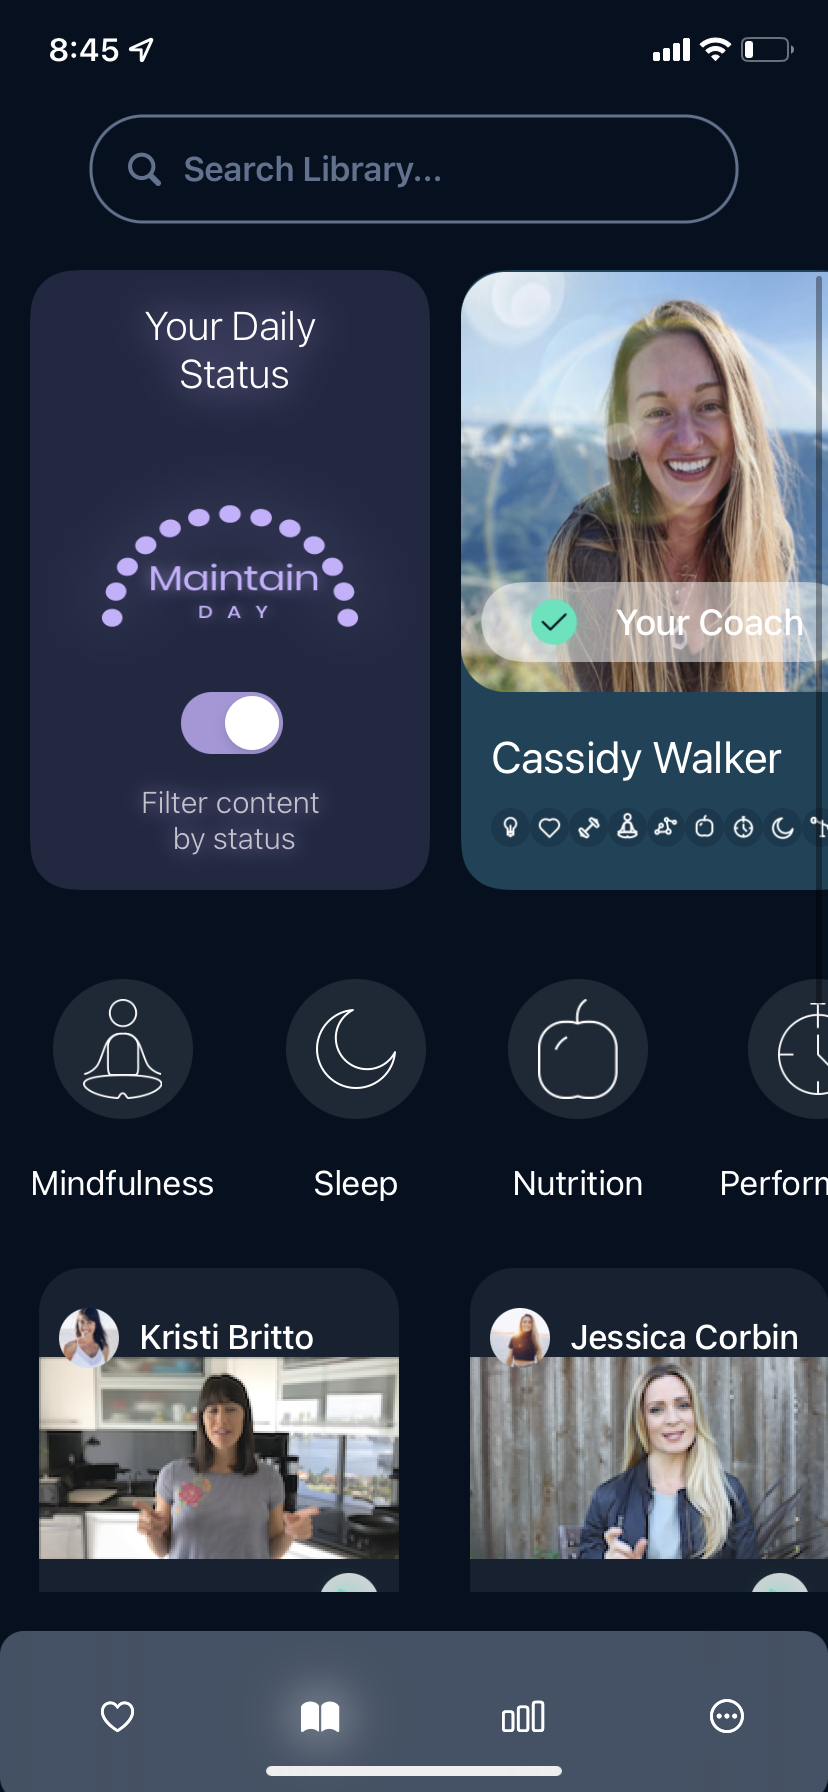 8:45
Search Library...
Your Daily
Status
Maintain
DAY
Filter content
by status
Your Coach
Cassidy Walker
Mindfulness
Sleep
Nutrition
Perform
Kristi Britto
Jessica Corbin